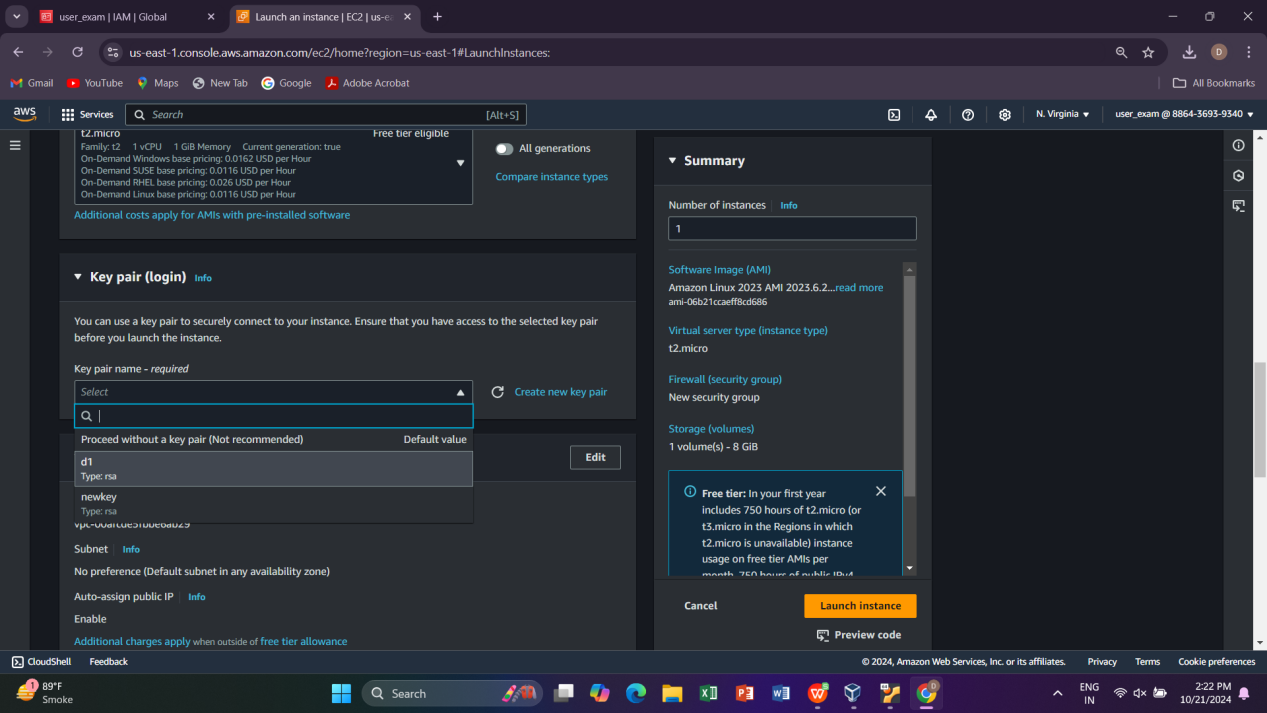 user_exam | IAM | Global
Launch an instance | EC2 | us-ea
us-east-1.console.aws.amazon.com/ec2/home?region=us-east-1#LaunchInstances:
D
Gmail
YouTube
Maps
New Tab
Google
Adobe Acrobat
All Bookmarks
aws
Services
Search
[Alt+S]
N. Virginia
user_exam @ 8864-3693-9340
t2.micro
Free tier eligible
Family: t2 1 vCPU 1 GiB Memory Current generation: true
On-Demand Windows base pricing: 0.0162 USD per Hour
On-Demand SUSE base pricing: 0.0116 USD per Hour
On-Demand RHEL base pricing: 0.026 USD per Hour
On-Demand Linux base pricing: 0.0116 USD per Hour
All generations
Compare instance types
Additional costs apply for AMIs with pre-installed software
Key pair (login) Info
You can use a key pair to securely connect to your instance. Ensure that you have access to the selected key pair
before you launch the instance.
Key pair name - required
Select
Create new key pair
Proceed without a key pair (Not recommended)
Default value
d1
Type: rsa
newkey
Type: rsa
Edit
Subnet Info
No preference (Default subnet in any availability zone)
Auto-assign public IP Info
Enable
Additional charges apply when outside of free tier allowance
Summary
Number of instances Info
1
Software Image (AMI)
Amazon Linux 2023 AMI 2023.6.2...read more
ami-06b21ccaeff8cd686
Virtual server type (instance type)
t2.micro
Firewall (security group)
New security group
Storage (volumes)
1 volume(s) - 8 GiB
Free tier: In your first year
includes 750 hours of t2.micro (or
t3.micro in the Regions in which
t2.micro is unavailable) instance
usage on free tier AMIs per
month, 750 hours of public IPv4
Cancel
Launch instance
Preview code
CloudShell
Feedback
© 2024, Amazon Web Services, Inc. or its affiliates.
Privacy
Terms
Cookie preferences
1
89°F
Smoke
Search
ENG
IN
2:22 PM
10/21/2024